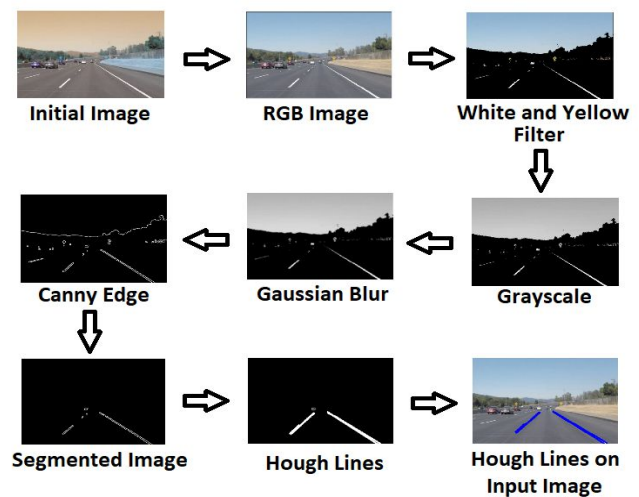 Initial Image
RGB Image
White and Yellow
Filter
Canny Edge
Gaussian Blur
Grayscale
Segmented Image
Hough Lines
Hough Lines on
Input Image